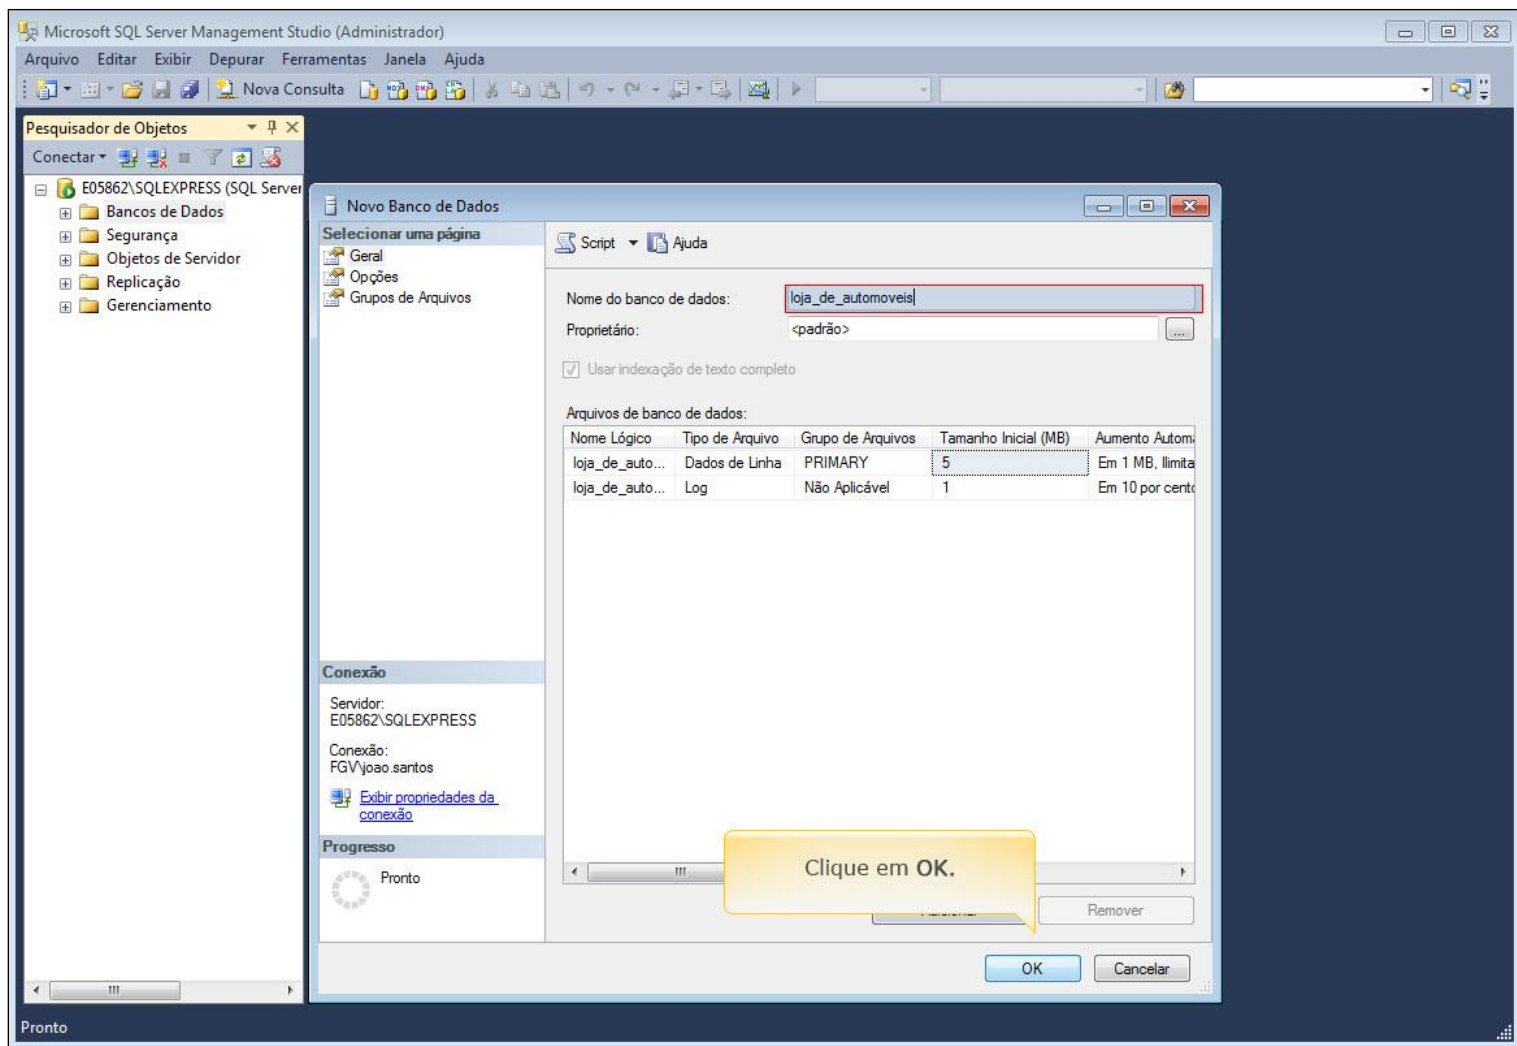 Microsoft SQL Server Management Studio (Administrador)
Arquivo Editar Exibir Depurar Ferramentas Janela Ajuda
Nova Consulta
Pesquisador de Objetos
Conectar
E05862\SQLEXPRESS (SQL Server
Bancos de Dados
Segurança
Objetos de Servidor
Replicação
Gerenciamento
Novo Banco de Dados
Selecionar uma página
Geral
Opções
Grupos de Arquivos
Script Ajuda
Nome do banco de dados: loja_de_automoveis
Proprietário: <padrão> ...
Usar indexação de texto completo
Arquivos de banco de dados:
Nome Lógico Tipo de Arquivo Grupo de Arquivos Tamanho Inicial (MB) Aumento Automa
loja_de_auto... Dados de Linha PRIMARY 5 Em 1 MB, Ilimita
loja_de_auto... Log Não Aplicável 1 Em 10 por cento
Conexão
Servidor:
E05862\SQLEXPRESS
Conexão:
FGV\joao.santos
Exibir propriedades da
conexão
Progresso
Pronto
Clique em OK.
Remover
OK Cancelar
Pronto